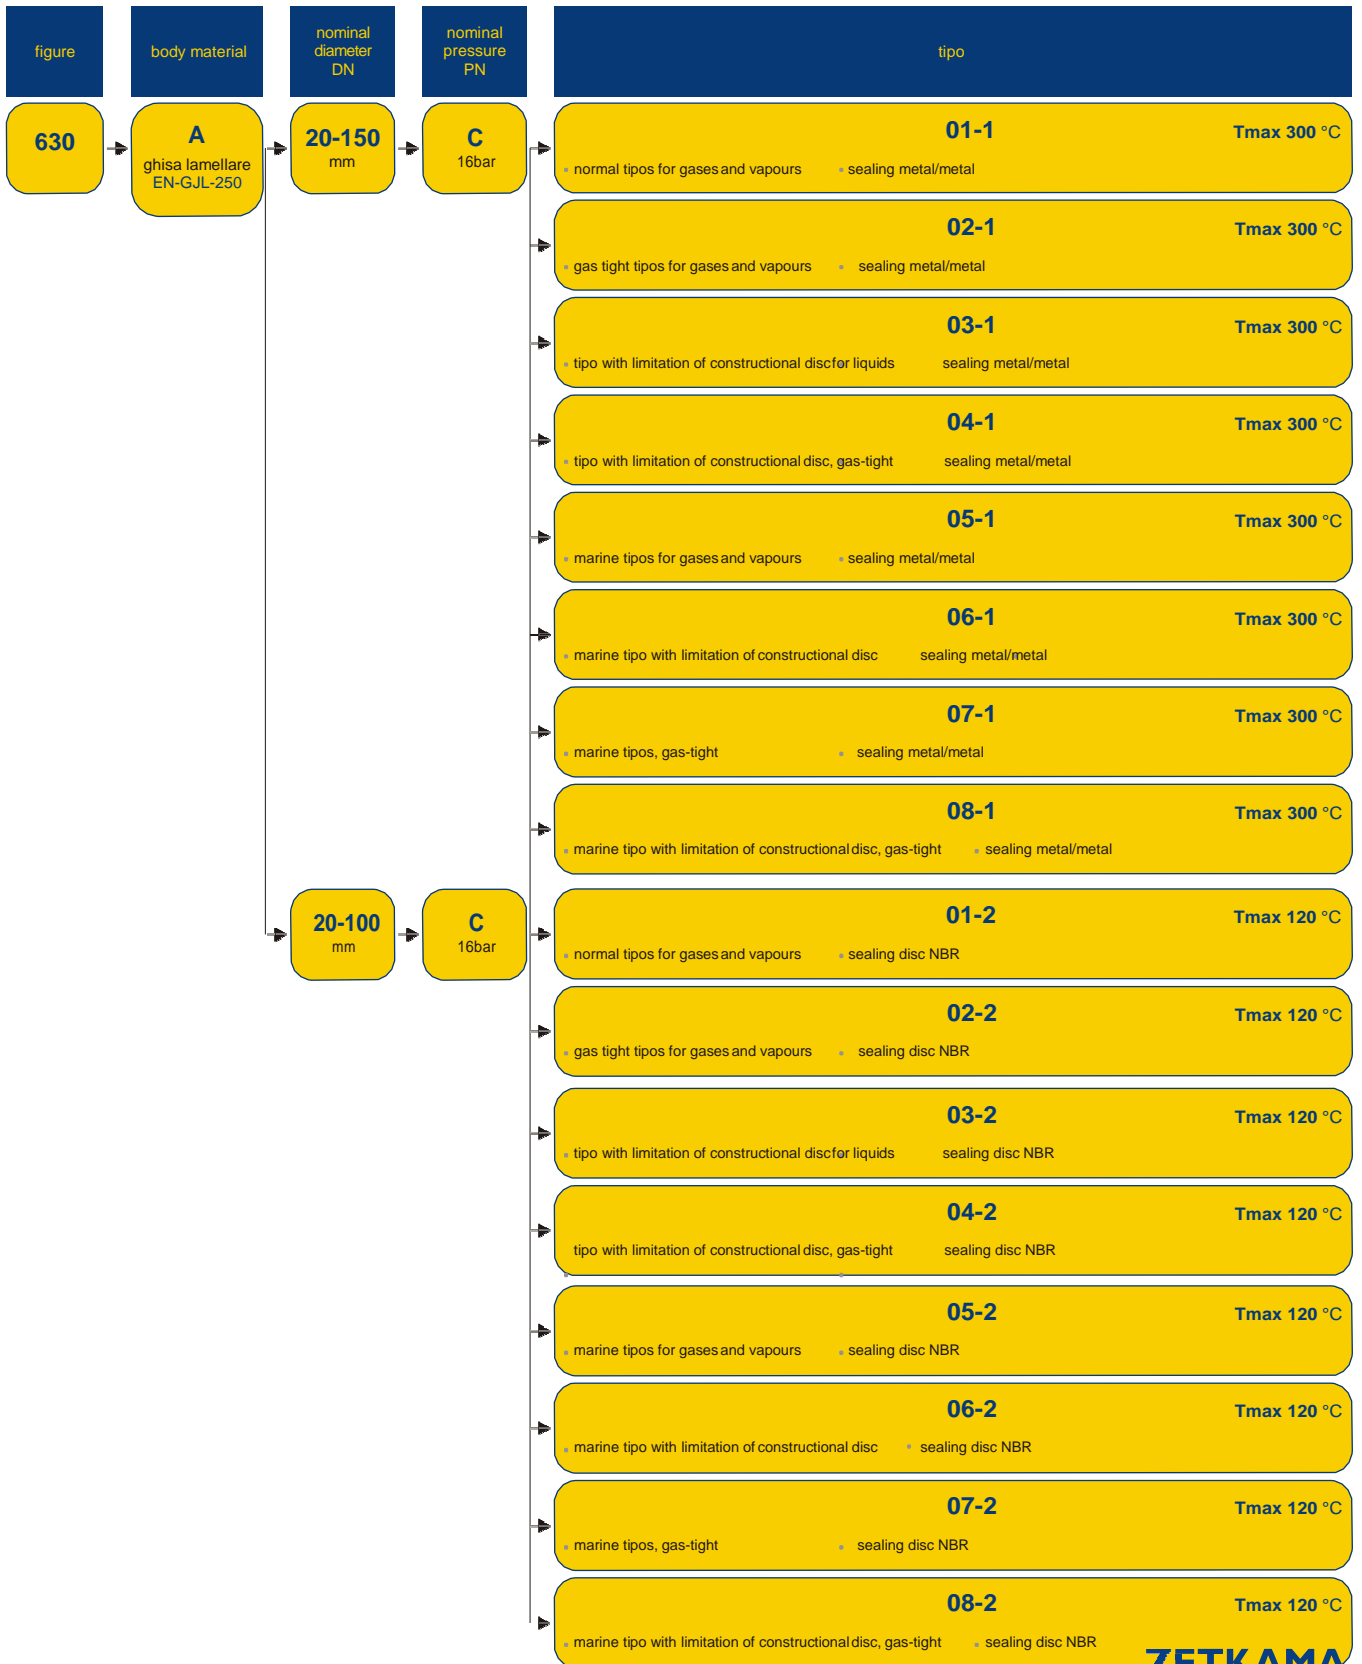 figure
body material
nominal
diameter
DN
nominal
pressure
PN
tipo
630
A
ghisa lamellare
EN-GJL-250
20-150
mm
C
16bar
01-1 Tmax 300 °C
normal tipos for gases and vapours sealing metal/metal
02-1 Tmax 300 °C
gas tight tipos for gases and vapours sealing metal/metal
03-1 Tmax 300 °C
tipo with limitation of constructional disc for liquids sealing metal/metal
04-1 Tmax 300 °C
tipo with limitation of constructional disc, gas-tight sealing metal/metal
05-1 Tmax 300 °C
marine tipos for gases and vapours sealing metal/metal
06-1 Tmax 300 °C
marine tipo with limitation of constructional disc sealing metal/metal
07-1 Tmax 300 °C
marine tipos, gas-tight sealing metal/metal
08-1 Tmax 300 °C
marine tipo with limitation of constructional disc, gas-tight sealing metal/metal
20-100
mm
C
16bar
01-2 Tmax 120 °C
normal tipos for gases and vapours sealing disc NBR
02-2 Tmax 120 °C
gas tight tipos for gases and vapours sealing disc NBR
03-2 Tmax 120 °C
tipo with limitation of constructional disc for liquids sealing disc NBR
04-2 Tmax 120 °C
tipo with limitation of constructional disc, gas-tight sealing disc NBR
05-2 Tmax 120 °C
marine tipos for gases and vapours sealing disc NBR
06-2 Tmax 120 °C
marine tipo with limitation of constructional disc sealing disc NBR
07-2 Tmax 120 °C
marine tipos, gas-tight sealing disc NBR
08-2 Tmax 120 °C
marine tipo with limitation of constructional disc, gas-tight sealing disc NBR
ZETKAMA